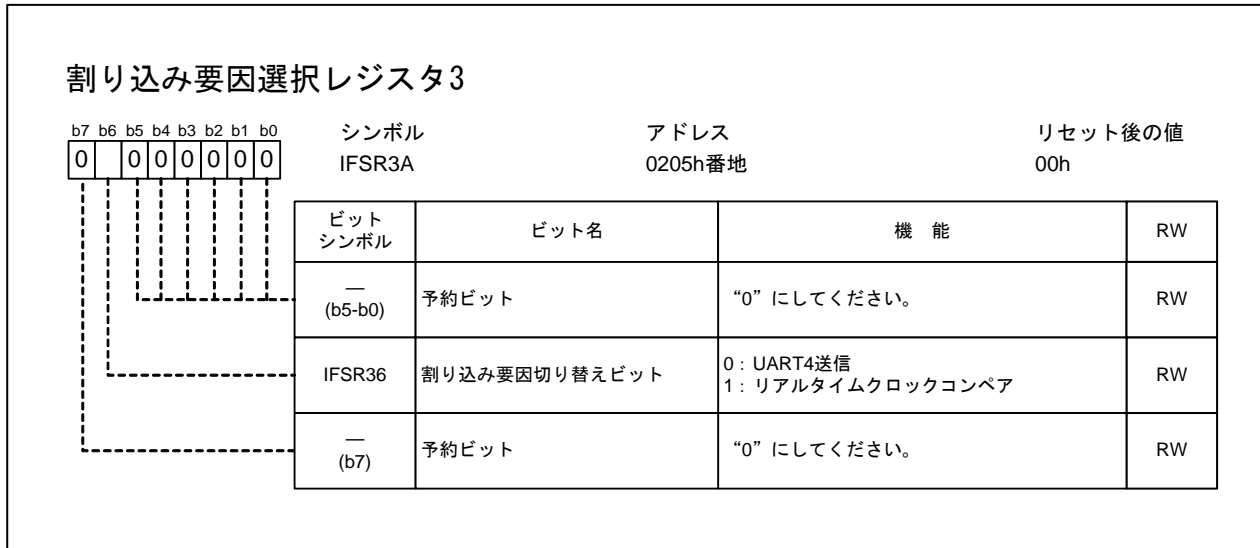 割り込み要因選択レジスタ3
b7 b6 b5 b4 b3 b2 b1 b0
0 0 0 0 0 0 0
シンボル アドレス リセット後の値
IFSR3A 0205h番地 00h
ビット
シンボル ビット名 機 能 RW
—
(b5-b0) 予約ビット “0”にしてください。 RW
IFSR36 割り込み要因切り替えビット 0:UART4送信
1:リアルタイムクロックコンペア RW
—
(b7) 予約ビット “0”にしてください。 RW